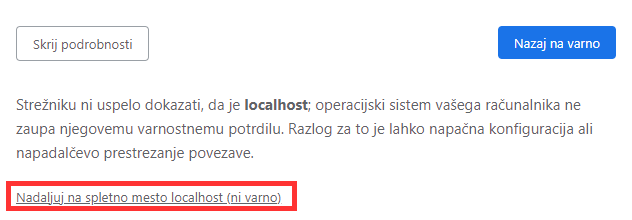 Skrij podrobnosti
Nazaj na varno
Strežniku ni uspelo dokazati, da je localhost; operacijski sistem vašega računalnika ne
zaupa njegovemu varnostnemu potrdilu. Razlog za to je lahko napačna konfiguracija ali
napadalčevo prestrezanje povezave.
Nadaljuj na spletno mesto localhost (ni varno)